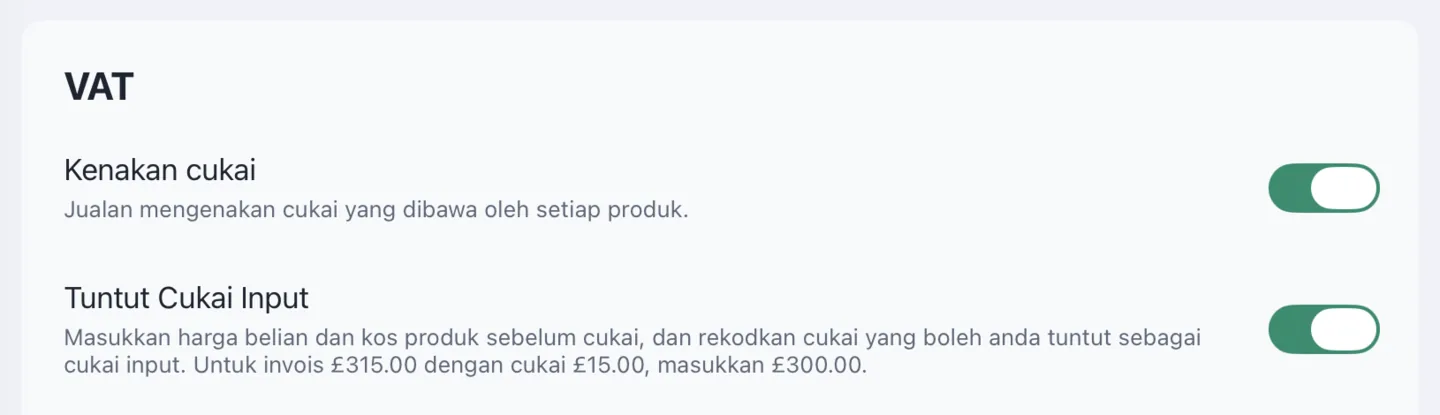 VAT
Kenakan cukai
Jualan mengenakan cukai yang dibawa oleh setiap produk.
Tuntut Cukai Input
Masukkan harga belian dan kos produk sebelum cukai, dan rekodkan cukai yang boleh anda tuntut sebagai
cukai input. Untuk invois £315.00 dengan cukai £15.00, masukkan £300.00.